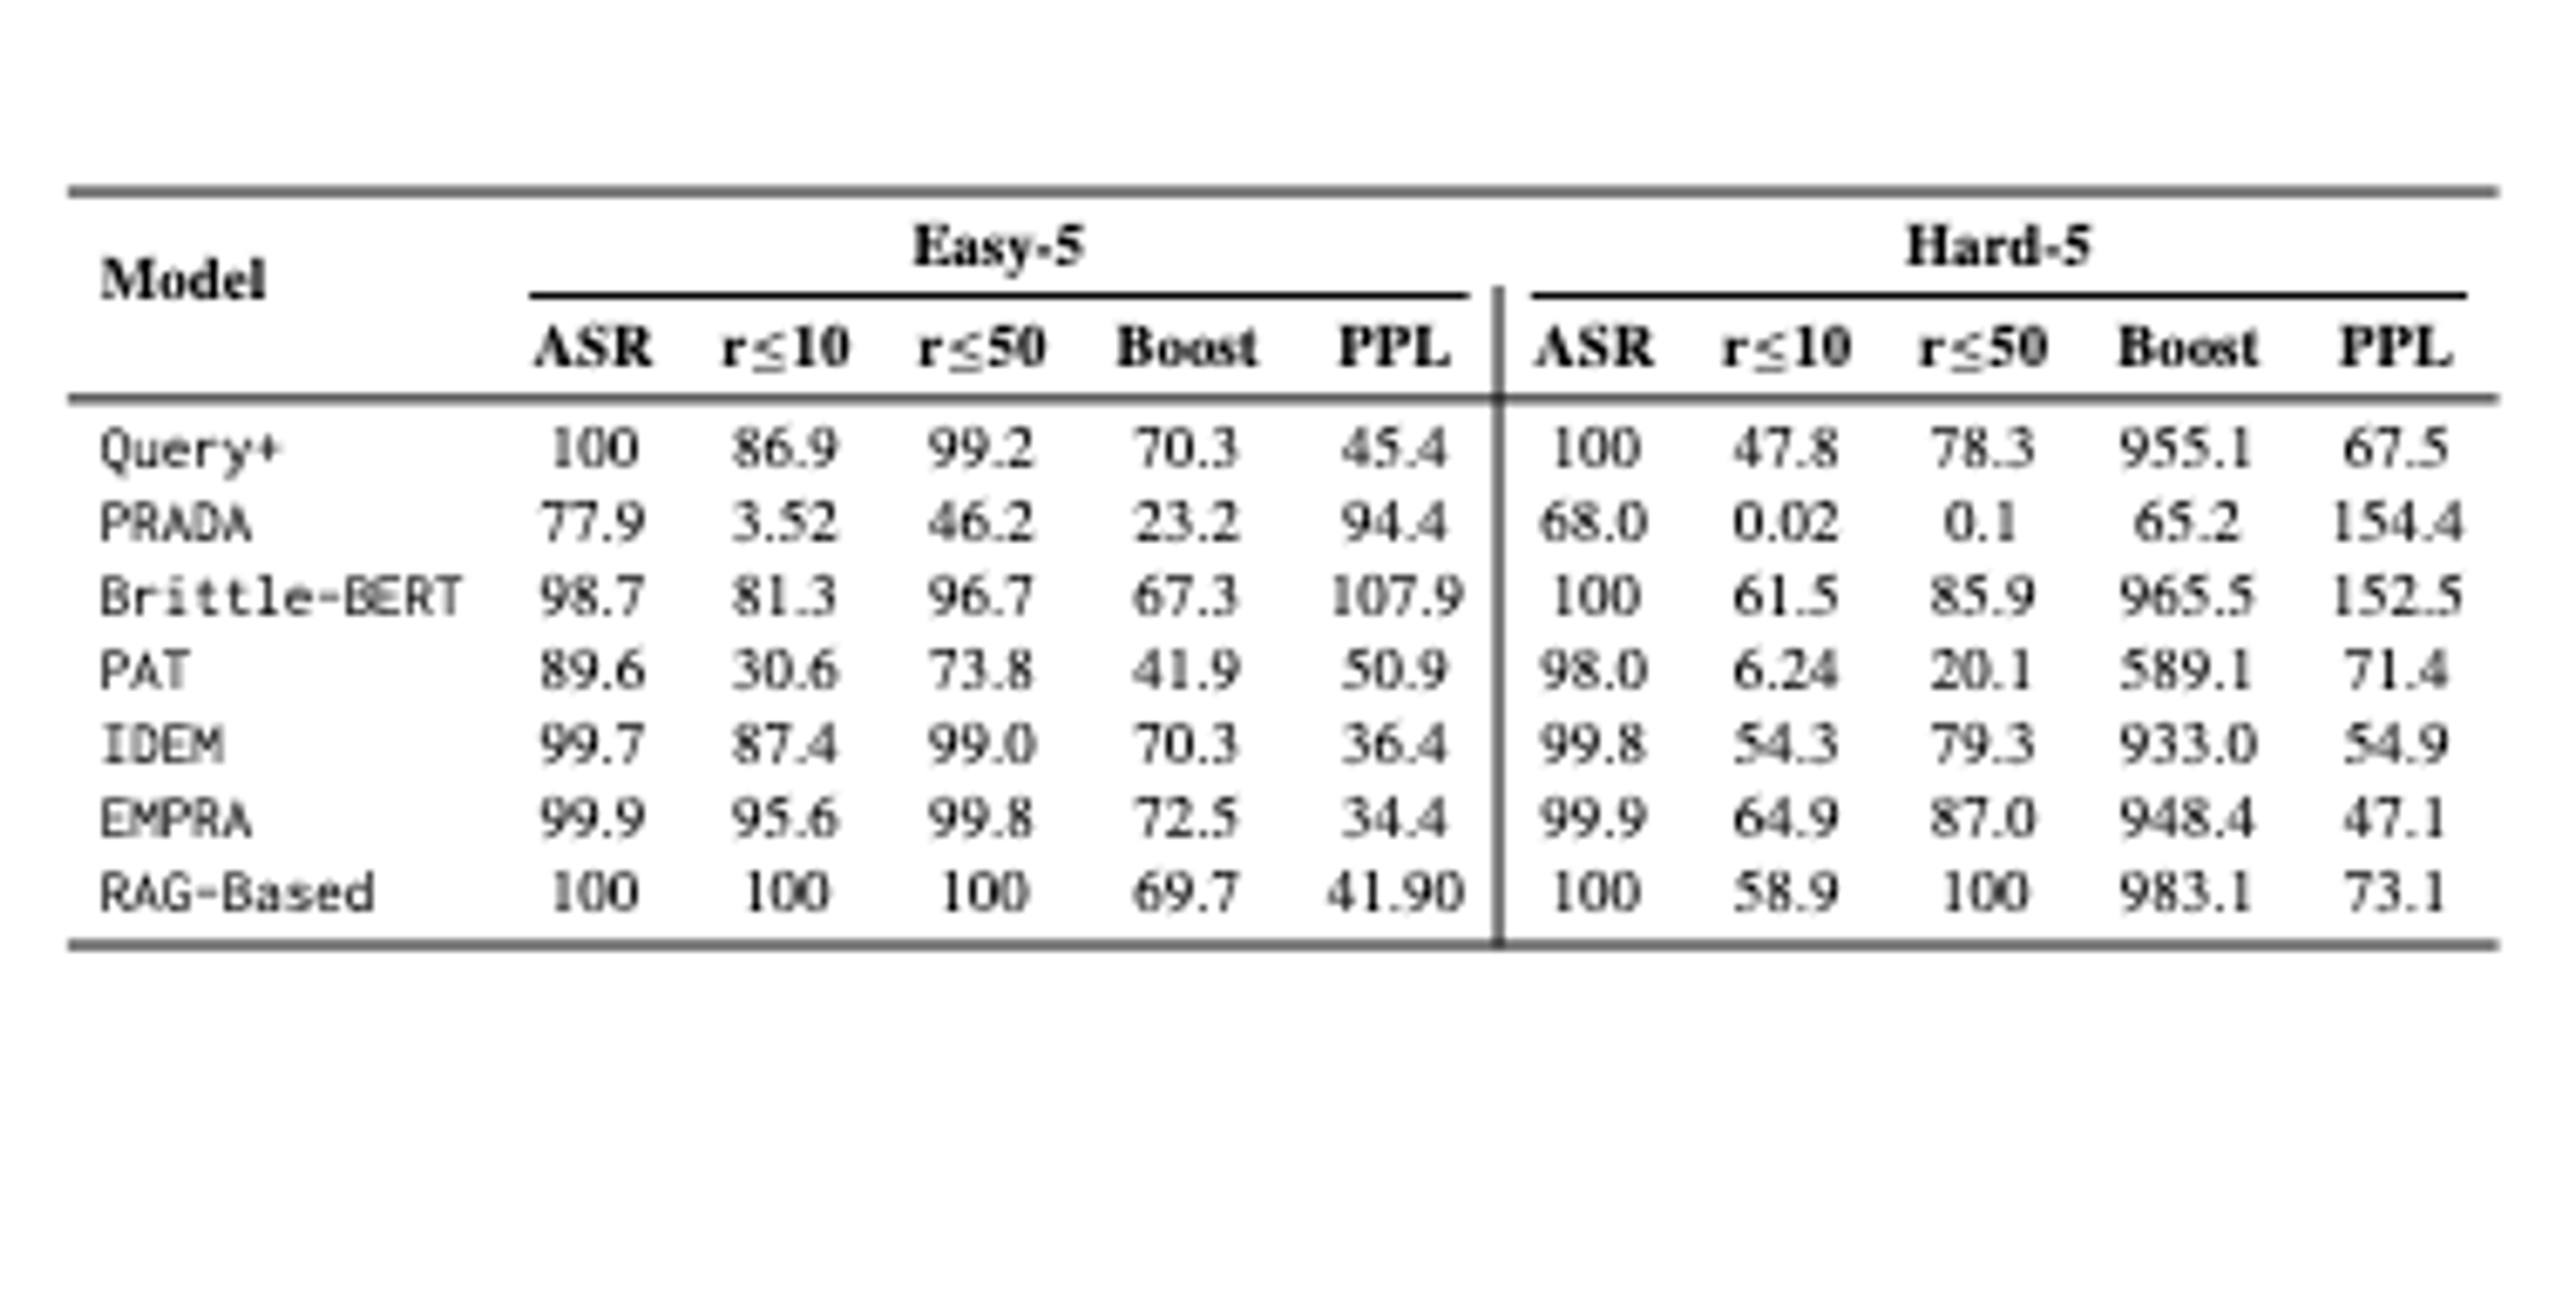 Easy-5 Hard-5
Model
ASR r≤10 r≤50 Boost PPL ASR r≤10 r≤50 Boost PPL
Query+ 100 86.9 99.2 70.3 45.4 100 47.8 78.3 955.1 67.5
PRADA 77.9 3.52 46.2 23.2 94.4 68.0 0.02 0.1 65.2 154.4
Brittle-BERT 98.7 81.3 96.7 67.3 107.9 100 61.5 85.9 965.5 152.5
PAT 89.6 30.6 73.8 41.9 50.9 98.0 6.24 20.1 589.1 71.4
IDEM 99.7 87.4 99.0 70.3 36.4 99.8 54.3 79.3 933.0 54.9
EMPRA 99.9 95.6 99.8 72.5 34.4 99.9 64.9 87.0 948.4 47.1
RAG-Based 100 100 100 69.7 41.90 100 58.9 100 983.1 73.1